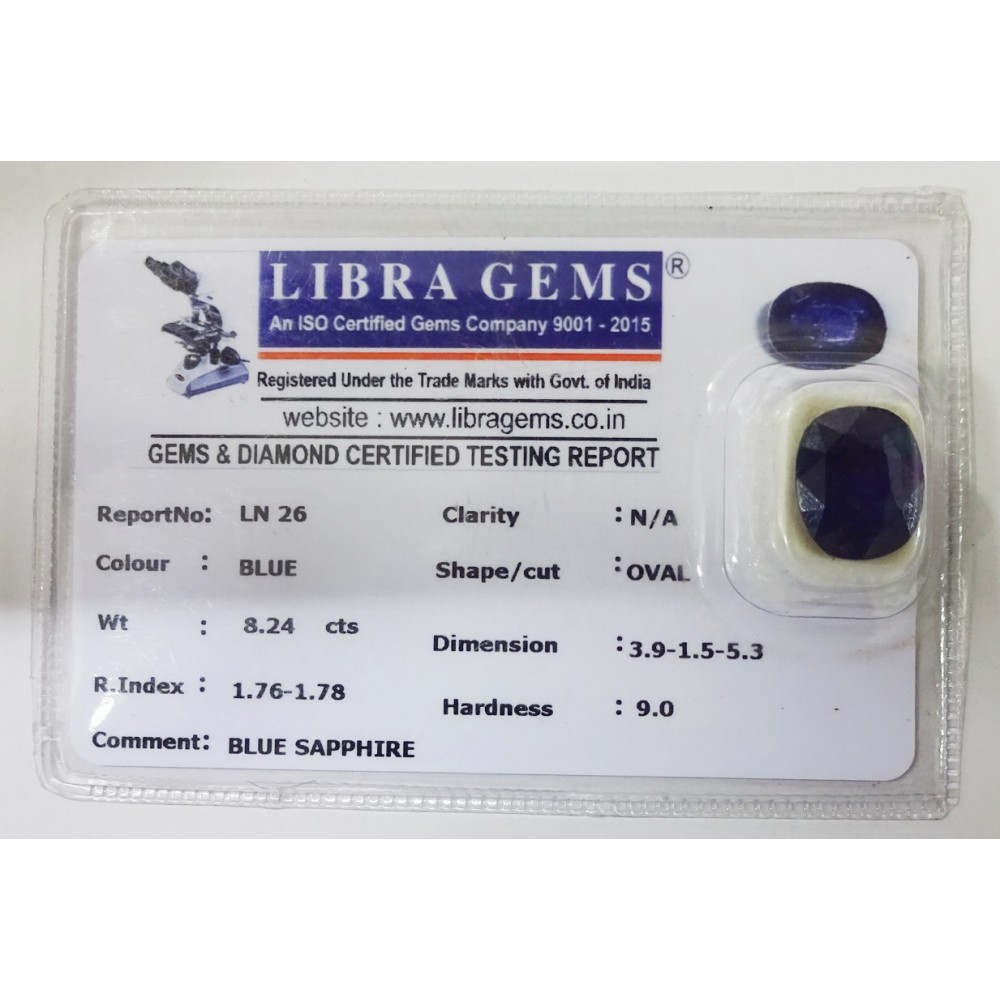 LIBRA GEMS®
An ISO Certified Gems Company 9001 - 2015
Registered Under the Trade Marks with Govt. of India
website : www.libragems.co.in
GEMS & DIAMOND CERTIFIED TESTING REPORT
ReportNo: LN 26 Clarity : N/A
Colour : BLUE Shape/cut : OVAL
Wt : 8.24 cts Dimension : 3.9-1.5-5.3
R.Index : 1.76-1.78 Hardness : 9.0
Comment: BLUE SAPPHIRE